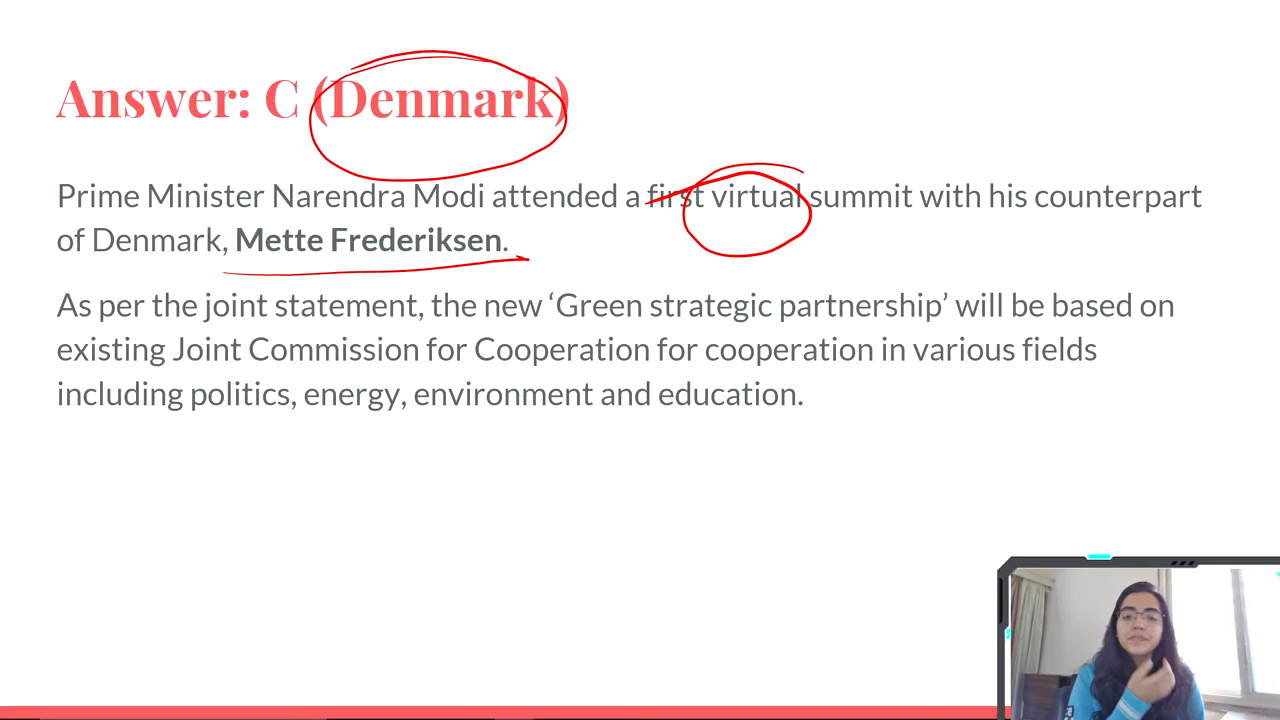 Answer: C (Denmark)
Prime Minister Narendra Modi attended a first virtual summit with his counterpart
of Denmark, Mette Frederiksen.
As per the joint statement, the new ‘Green strategic partnership’ will be based on
existing Joint Commission for Cooperation for cooperation in various fields
including politics, energy, environment and education.